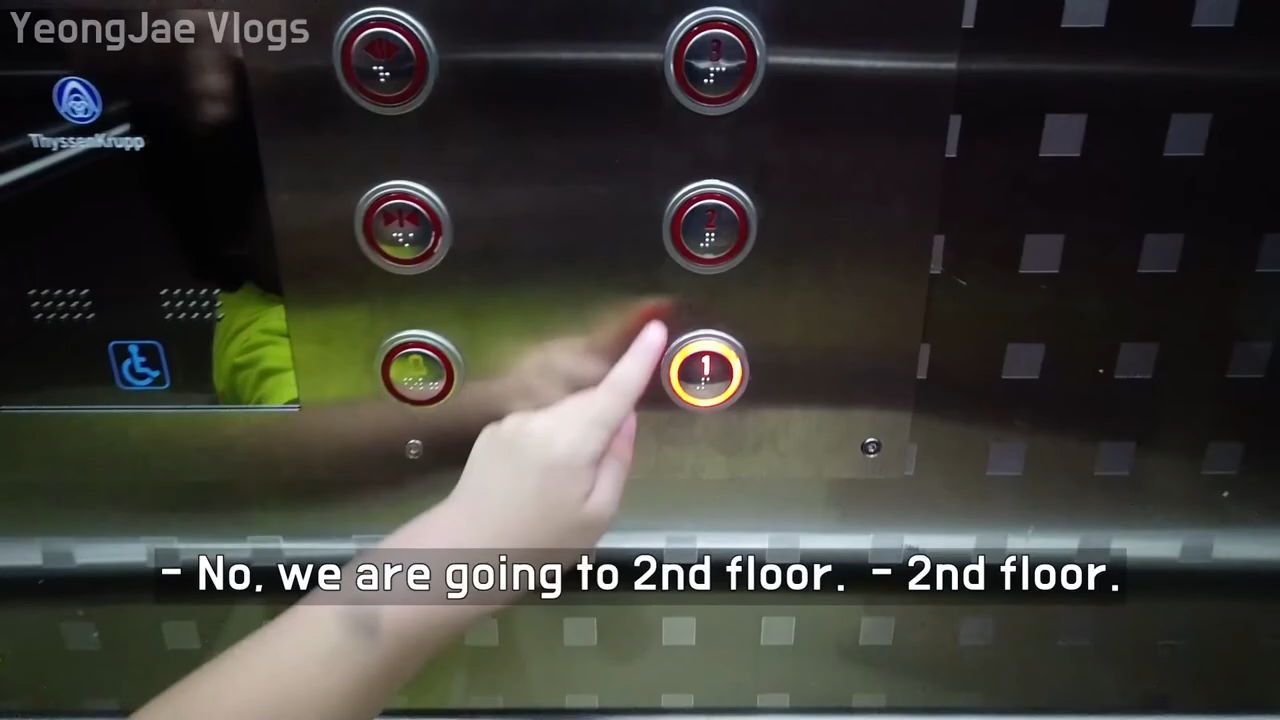 YeongJae Vlogs
ThyssenKrupp
3
2
1
- No, we are going to 2nd floor. - 2nd floor.